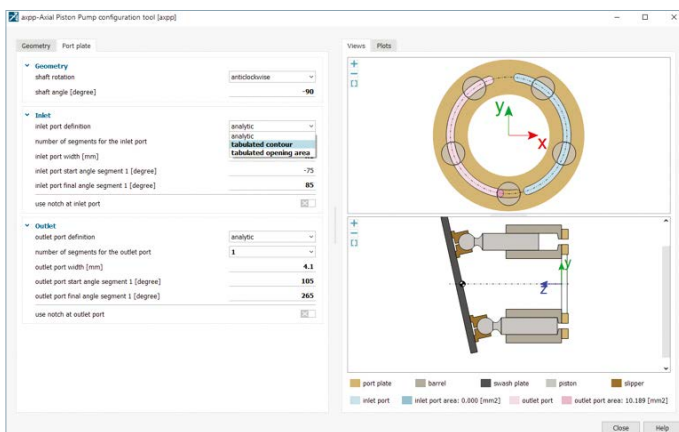 axpp-Axial Piston Pump configuration tool [axpp]
Geometry Port plate
Geometry
shaft rotation anticlockwise
shaft angle [degree] -90
Inlet
inlet port definition analytic
analytic
number of segments for the inlet port tabulated contour
tabulated opening area
inlet port width [mm]
inlet port start angle segment 1 [degree] -75
inlet port final angle segment 1 [degree] 85
use notch at inlet port
Outlet
outlet port definition analytic
number of segments for the outlet port 1
outlet port width [mm] 4.1
outlet port start angle segment 1 [degree] 105
outlet port final angle segment 1 [degree] 265
use notch at outlet port
Views Plots
y
x
y
z
port plate barrel swash plate piston slipper
inlet port inlet port area: 0.000 [mm2] outlet port outlet port area: 10.189 [mm2]
Close Help